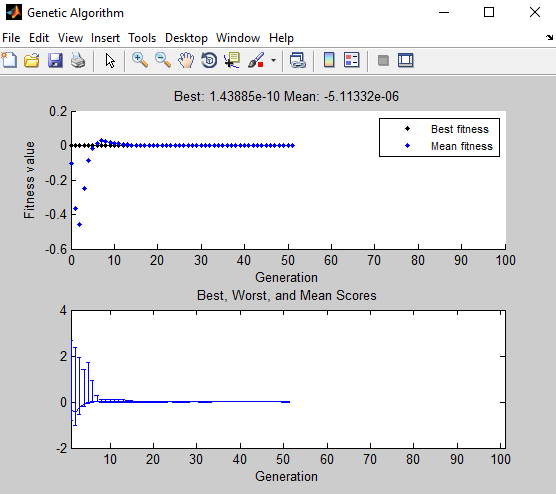 Genetic Algorithm
File Edit View Insert Tools Desktop Window Help
Best: 1.43885e-10 Mean: -5.11332e-06
0.2
0
-0.2
-0.4
-0.6
Fitness value
Best fitness
Mean fitness
0 10 20 30 40 50 60 70 80 90 100
Generation
Best, Worst, and Mean Scores
4
2
0
-2
10 20 30 40 50 60 70 80 90 100
Generation